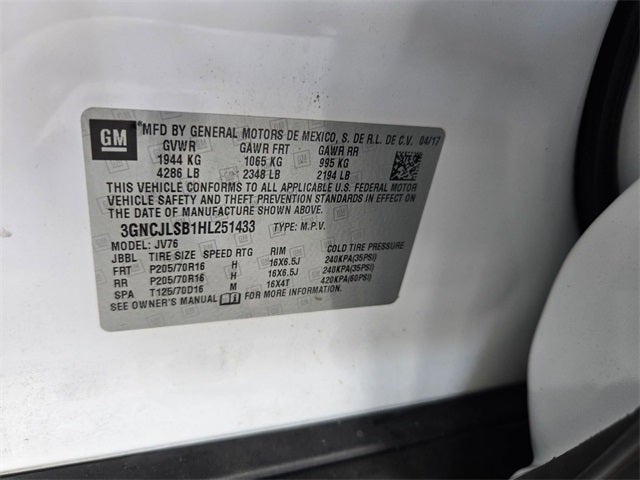 GM
*MFD BY GENERAL MOTORS DE MEXICO, S. DE R.L. DE C.V. 04/17
GVWR GAWR FRT GAWR RR
1944 KG 1065 KG 995 KG
4286 LB 2348 LB 2194 LB
THIS VEHICLE CONFORMS TO ALL APPLICABLE U.S. FEDERAL MOTOR
VEHICLE SAFETY AND THEFT PREVENTION STANDARDS IN EFFECT ON THE
DATE OF MANUFACTURE SHOWN ABOVE.
3GNCJLSB1HL251433 TYPE: M.P.V.
MODEL: JV76
JBBL TIRE SIZE SPEED RTG RIM COLD TIRE PRESSURE
FRT P205/70R16 H 16X6.5J 240KPA(35PSI)
RR P205/70R16 H 16X6.5J 240KPA(35PSI)
SPA T125/70D16 M 16X4T 420KPA(60PSI)
SEE OWNER'S MANUAL FOR MORE INFORMATION.